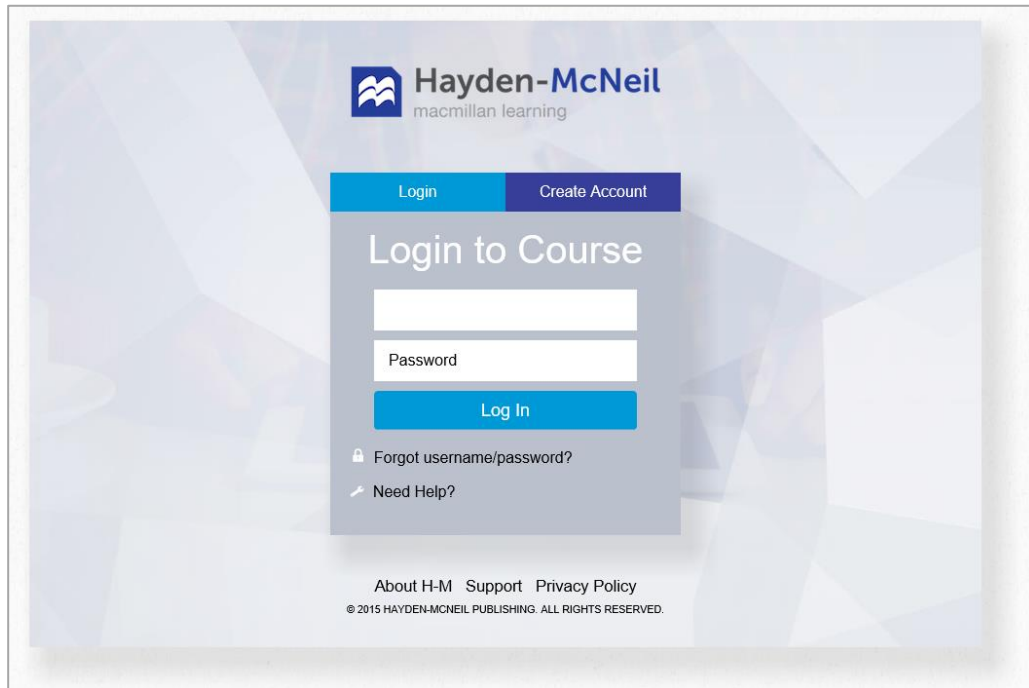 Hayden-McNeil
macmillan learning
Login Create Account
Login to Course
Password
Log In
Forgot username/password?
Need Help?
About H-M Support Privacy Policy
© 2015 HAYDEN-MCNEIL PUBLISHING. ALL RIGHTS RESERVED.